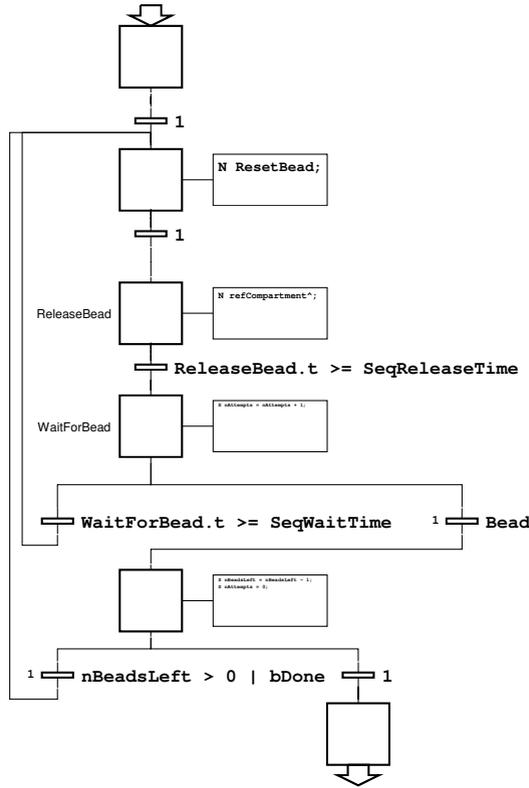 1
N ResetBead;
1
ReleaseBead
N refCompartment^;
ReleaseBead.t >= SeqReleaseTime
WaitForBead
S nAttempts = nAttempts + 1;
WaitForBead.t >= SeqWaitTime
1 Bead
S nBeadsLeft = nBeadsLeft - 1;
S nAttempts = 0;
1 nBeadsLeft > 0 | bDone
1